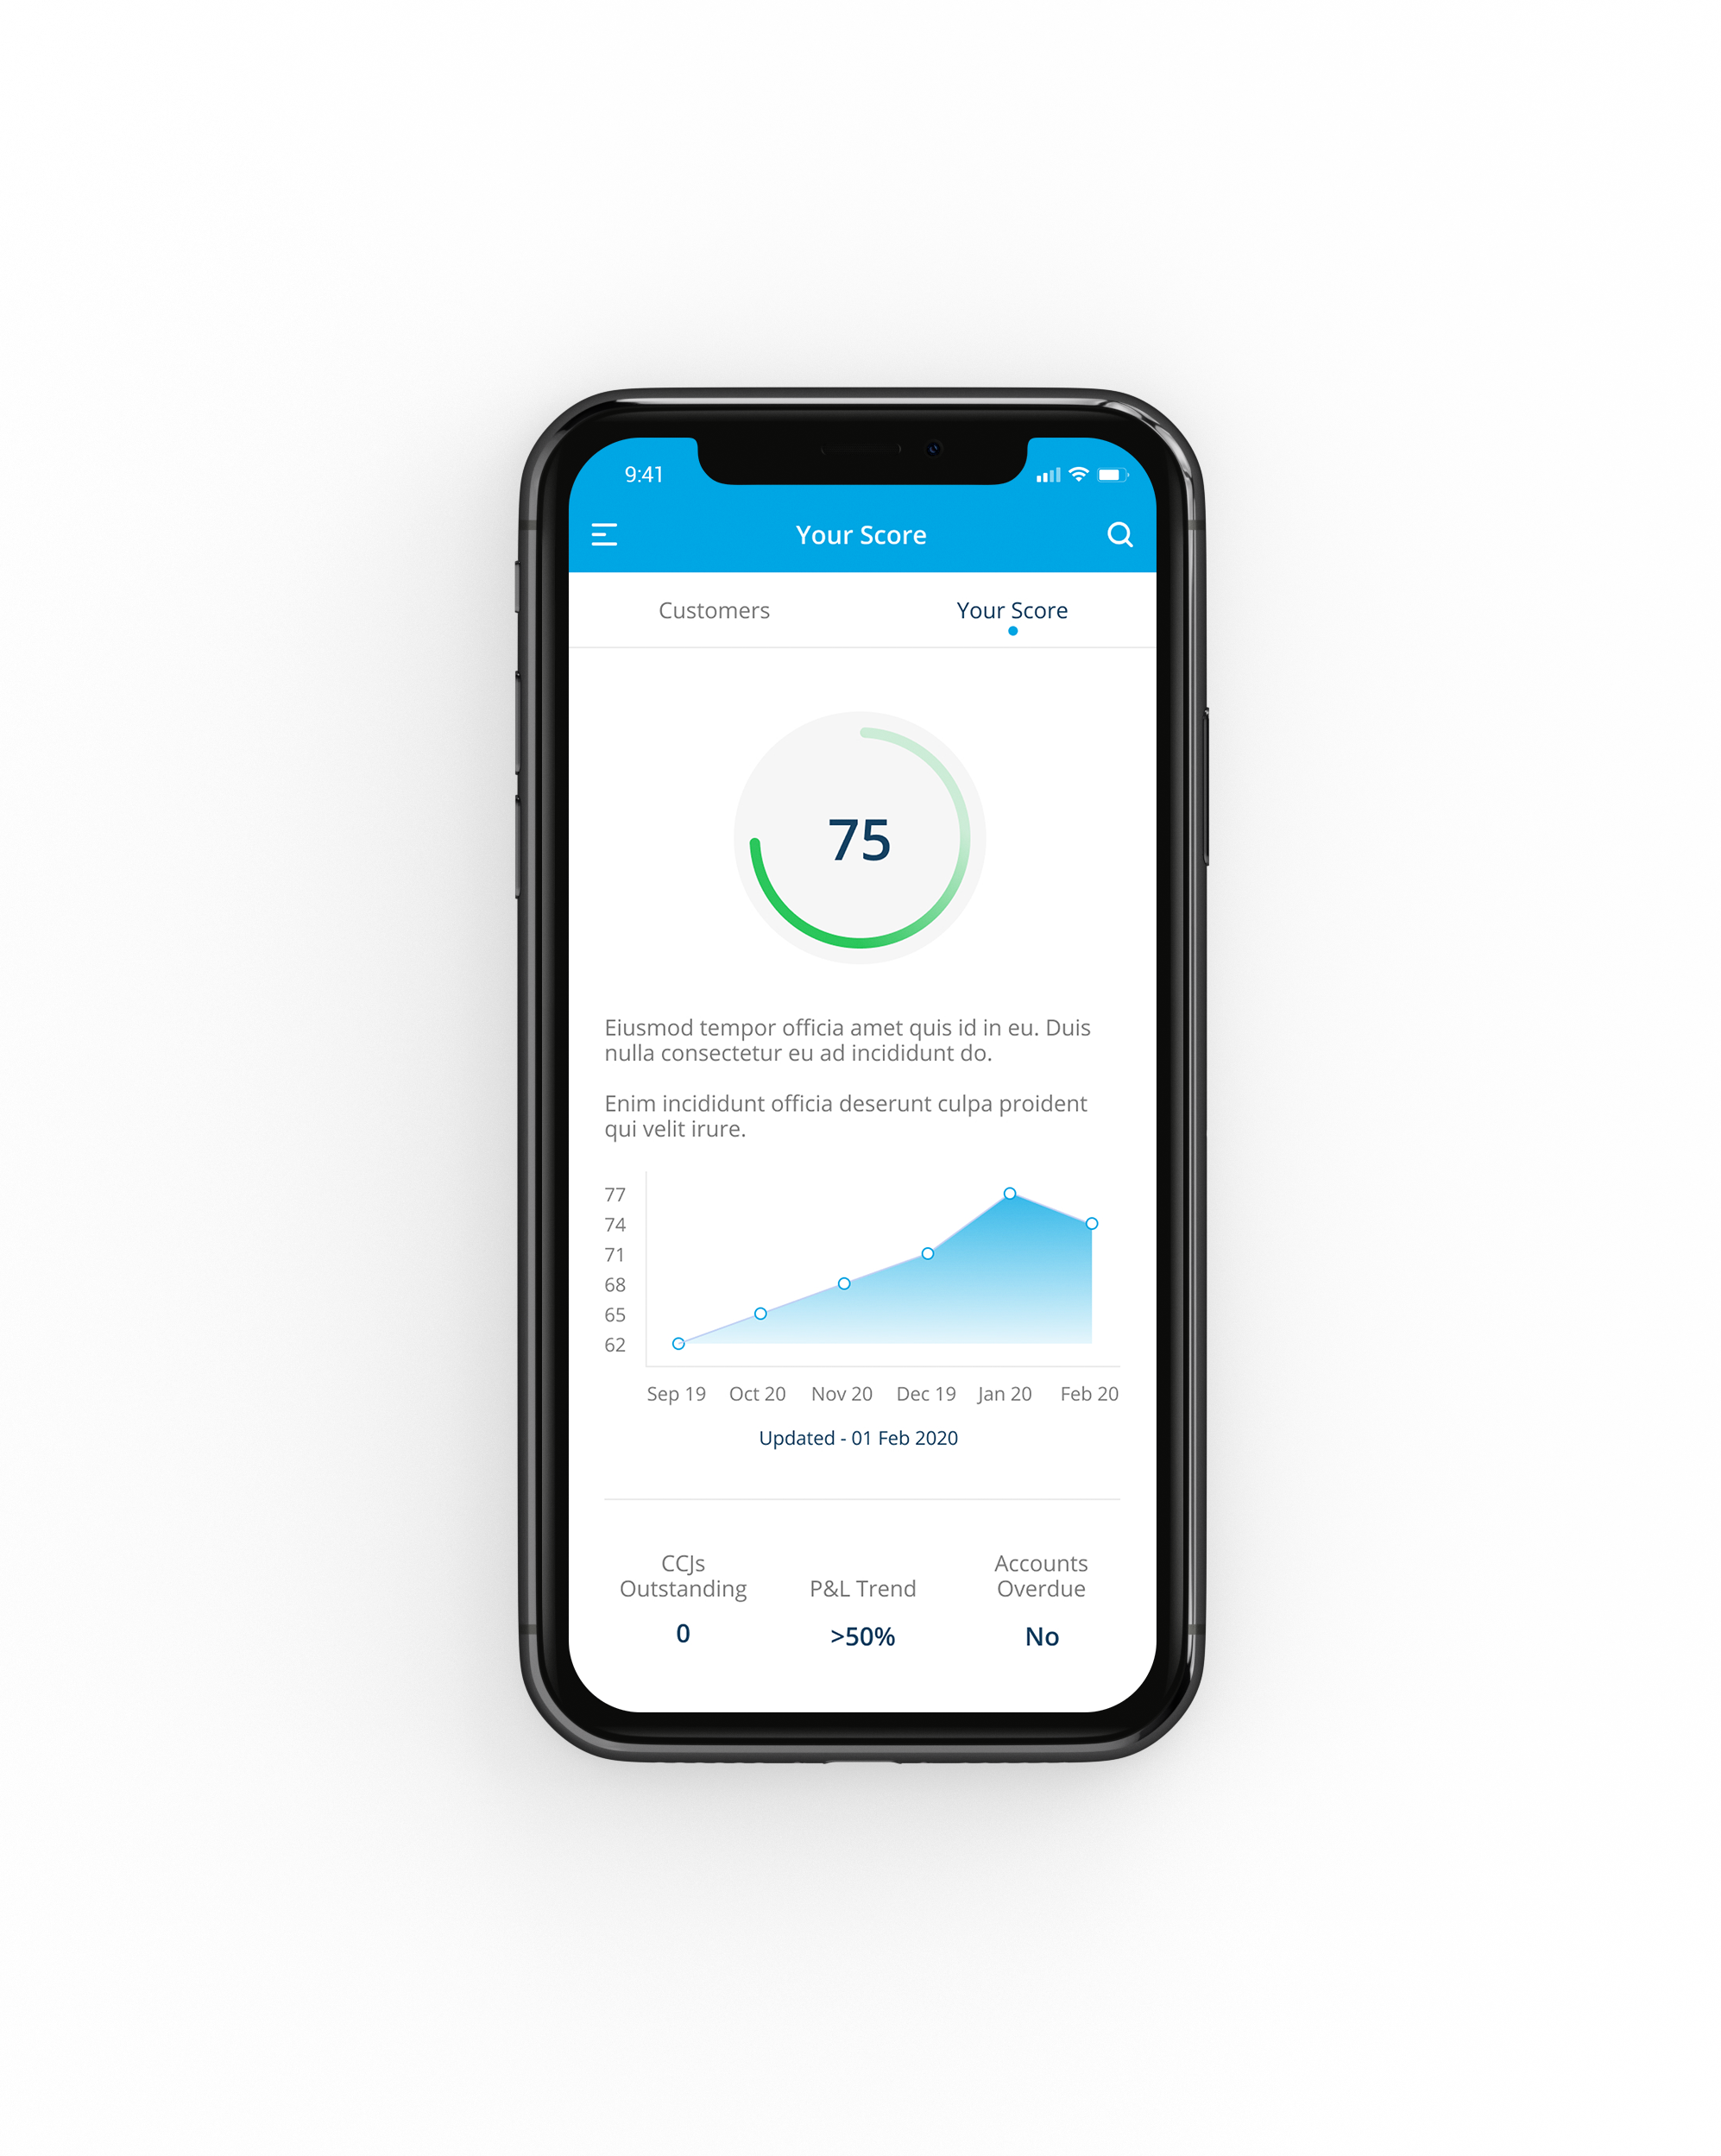 9:41
Your Score
Customers Your Score
75
Eiusmod tempor officia amet quis id in eu. Duis
nulla consectetur eu ad incididunt do.
Enim incididunt officia deserunt culpa proident
qui velit irure.
77
74
71
68
65
62
Sep 19 Oct 20 Nov 20 Dec 19 Jan 20 Feb 20
Updated - 01 Feb 2020
CCJs
Outstanding
0
P&L Trend
>50%
Accounts
Overdue
No